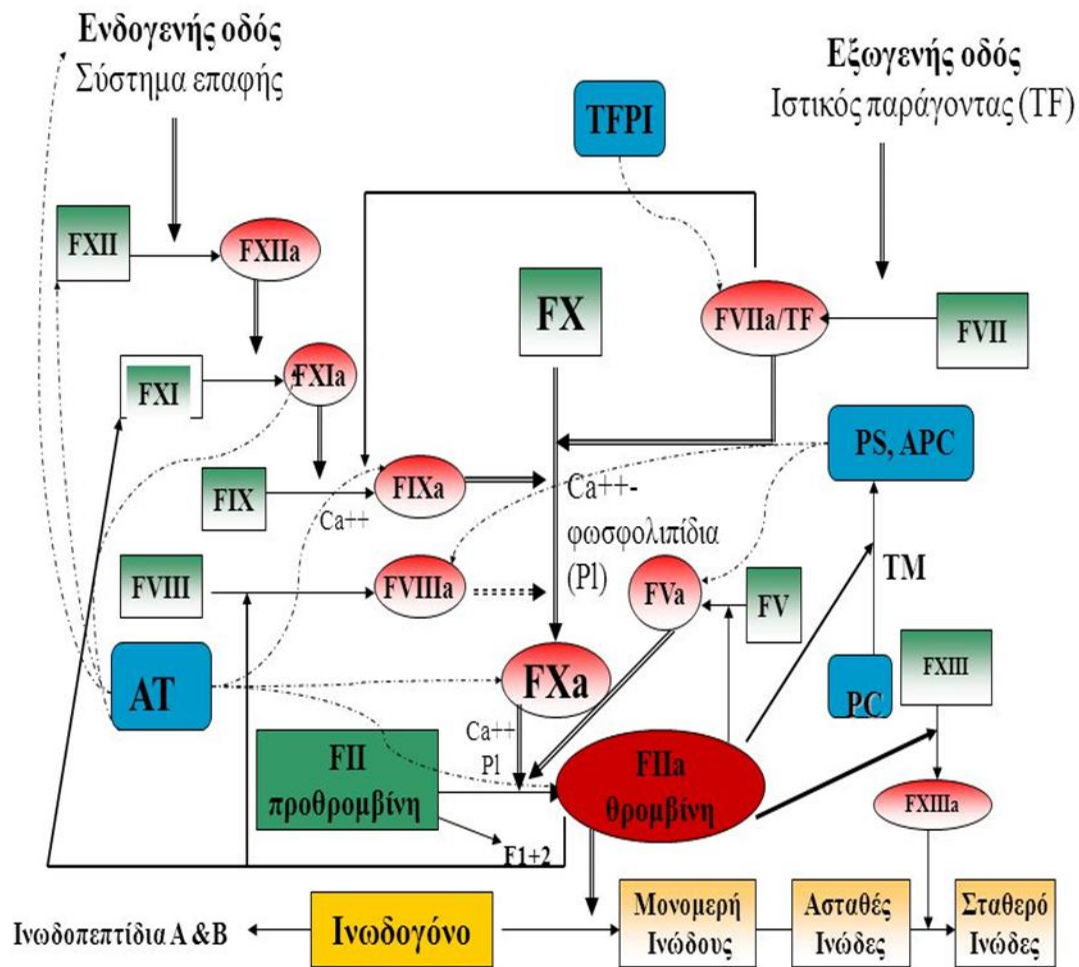 Ενδογενής οδός
Σύστημα επαφής
Εξωγενής οδός
Ιστικός παράγοντας (TF)
TFPI
FXII
FXIIa
FX
FVIIa/TF
FVII
FXI
FXIa
PS, APC
FIX
Ca++
FIXa
Ca++-
φωσφολιπίδια
(Pl)
TM
FVIII
FVIIIa
FVa
FV
FXIII
AT
FXa
PC
Ca++
Pl
FII
προθρομβίνη
FIIa
θρομβίνη
FXIIIa
F1+2
Ινωδοπεπτίδια Α &Β
Ινωδογόνο
Μονομερή
Ινώδους
Ασταθές
Ινώδες
Σταθερό
Ινώδες